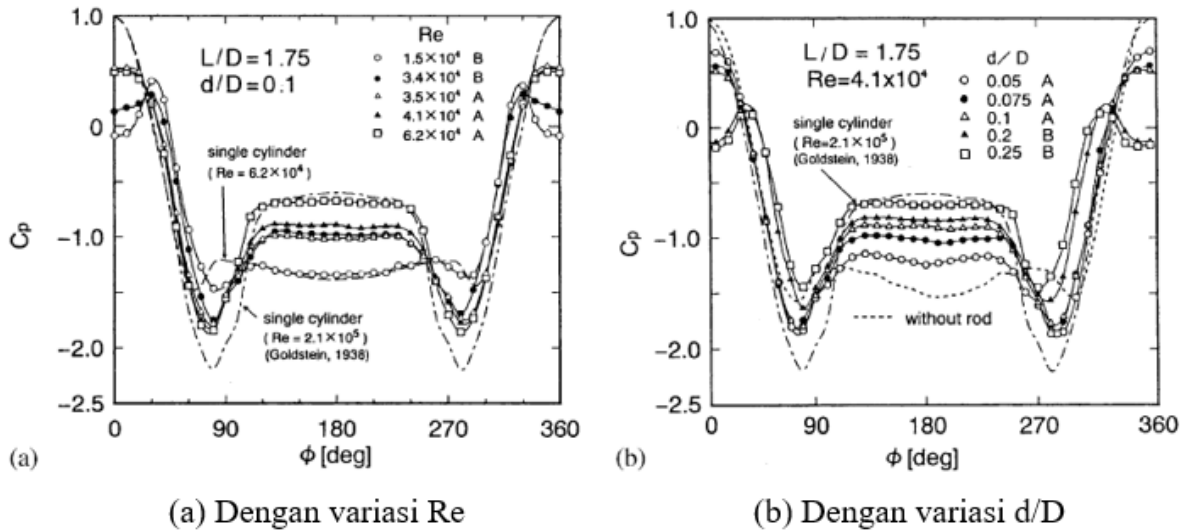 1.0
0
-1.0
-2.0
-2.5
Cp
L/D=1.75
d/D=0.1
Re
1.5×10⁴ B
3.4×10⁴ B
3.5×10⁴ A
4.1×10⁴ A
6.2×10⁴ A
single cylinder
( Re = 6.2×10⁴ )
single cylinder
( Re = 2.1×10⁵ )
(Goldstein, 1938)
0 90 180 270 360
(a) ϕ [deg]
1.0
0
-1.0
-2.0
-2.5
Cp
L/D = 1.75
Re=4.1x10⁴
d/D
0.05 A
0.075 A
0.1 A
0.2 B
0.25 B
single cylinder
(Re=2.1×10⁵)
(Goldstein, 1938)
without rod
0 90 180 270 360
(b) ϕ [deg]
(a) Dengan variasi Re (b) Dengan variasi d/D